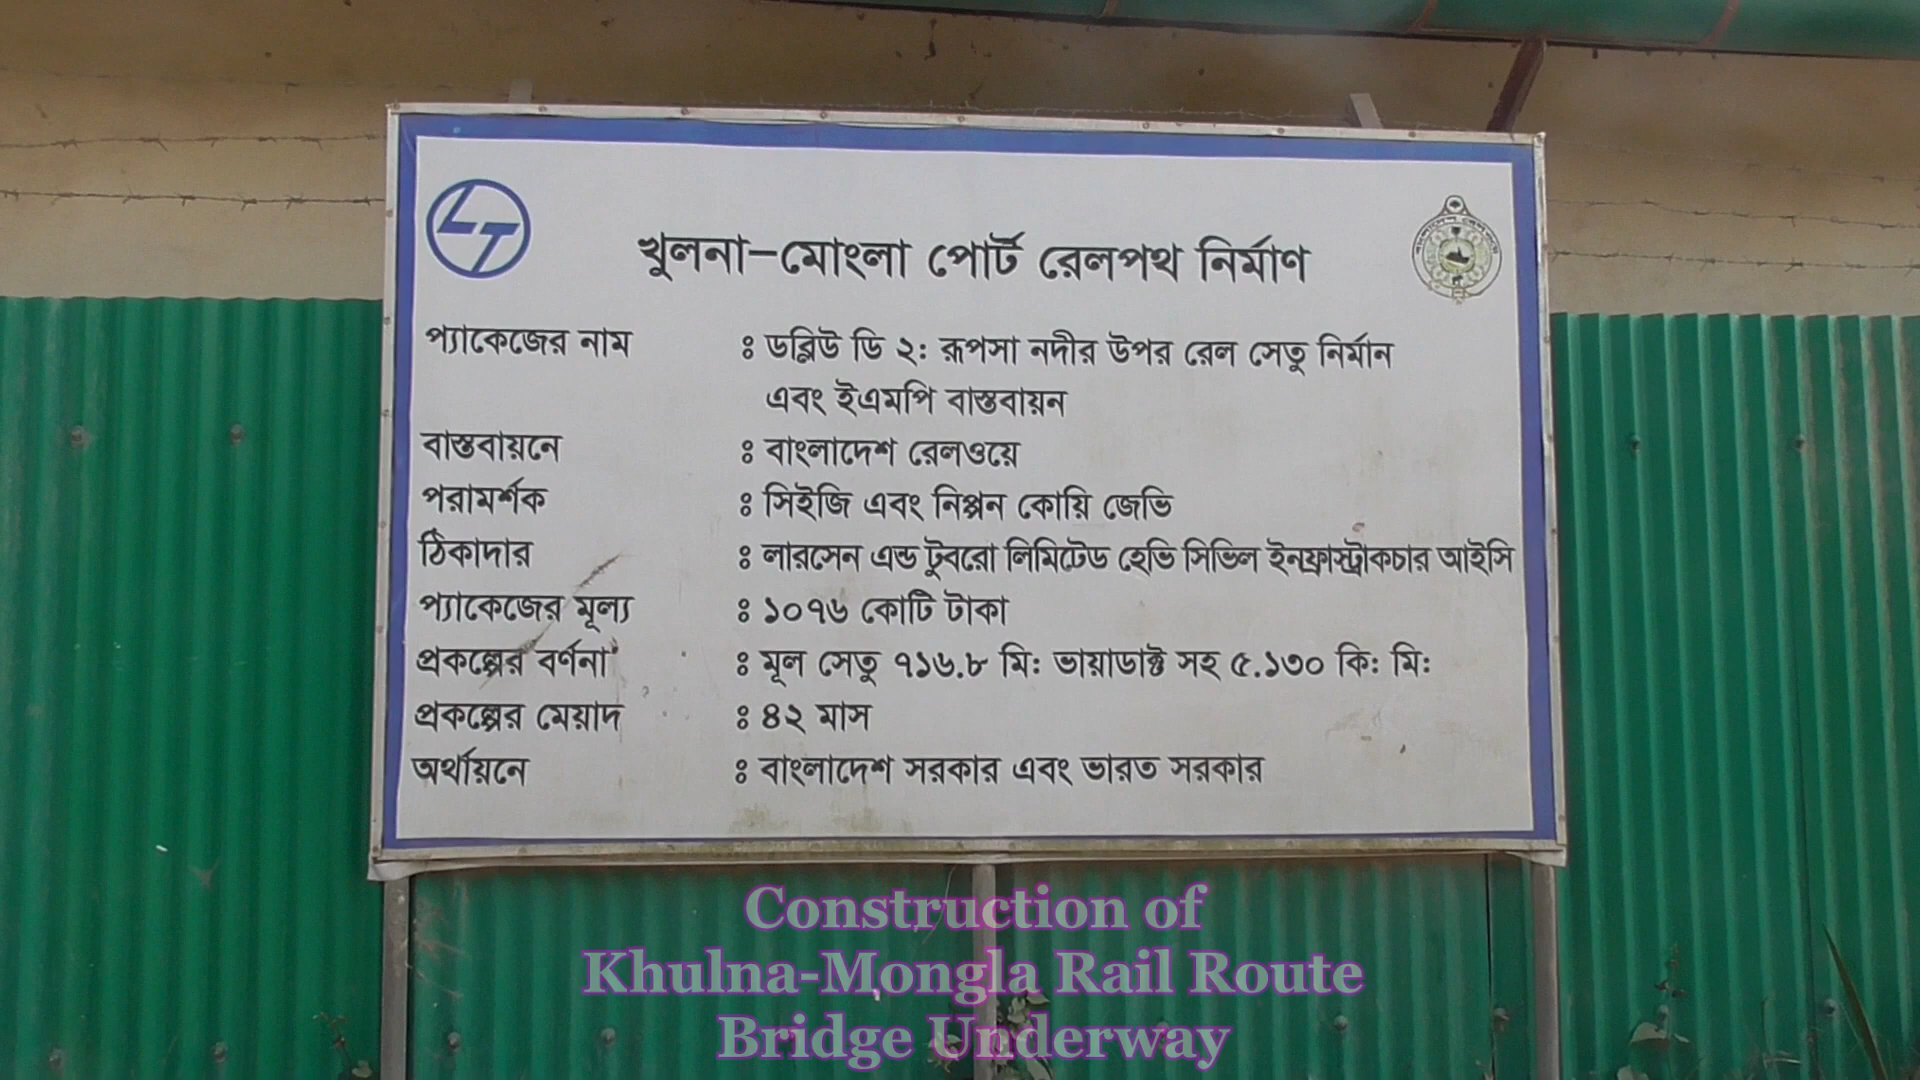 LT
খুলনা-মোংলা পোর্ট রেলপথ নির্মাণ
প্যাকেজের নাম : ডব্লিউ ডি ২: রূপসা নদীর উপর রেল সেতু নির্মান
এবং ইএমপি বাস্তবায়ন
বাস্তবায়নে : বাংলাদেশ রেলওয়ে
পরামর্শক : সিইজি এবং নিপ্পন কোয়ি জেভি
ঠিকাদার : লারসেন এন্ড টুবরো লিমিটেড হেভি সিভিল ইনফ্রাস্ট্রাকচার আইসি
প্যাকেজের মূল্য : ১০৭৬ কোটি টাকা
প্রকল্পের বর্ণনা : মূল সেতু ৭১৬.৮ মি: ভায়াডাক্ট সহ ৫.১৩০ কি: মি:
প্রকল্পের মেয়াদ : ৪২ মাস
অর্থায়নে : বাংলাদেশ সরকার এবং ভারত সরকার
Construction of
Khulna-Mongla Rail Route
Bridge Underway